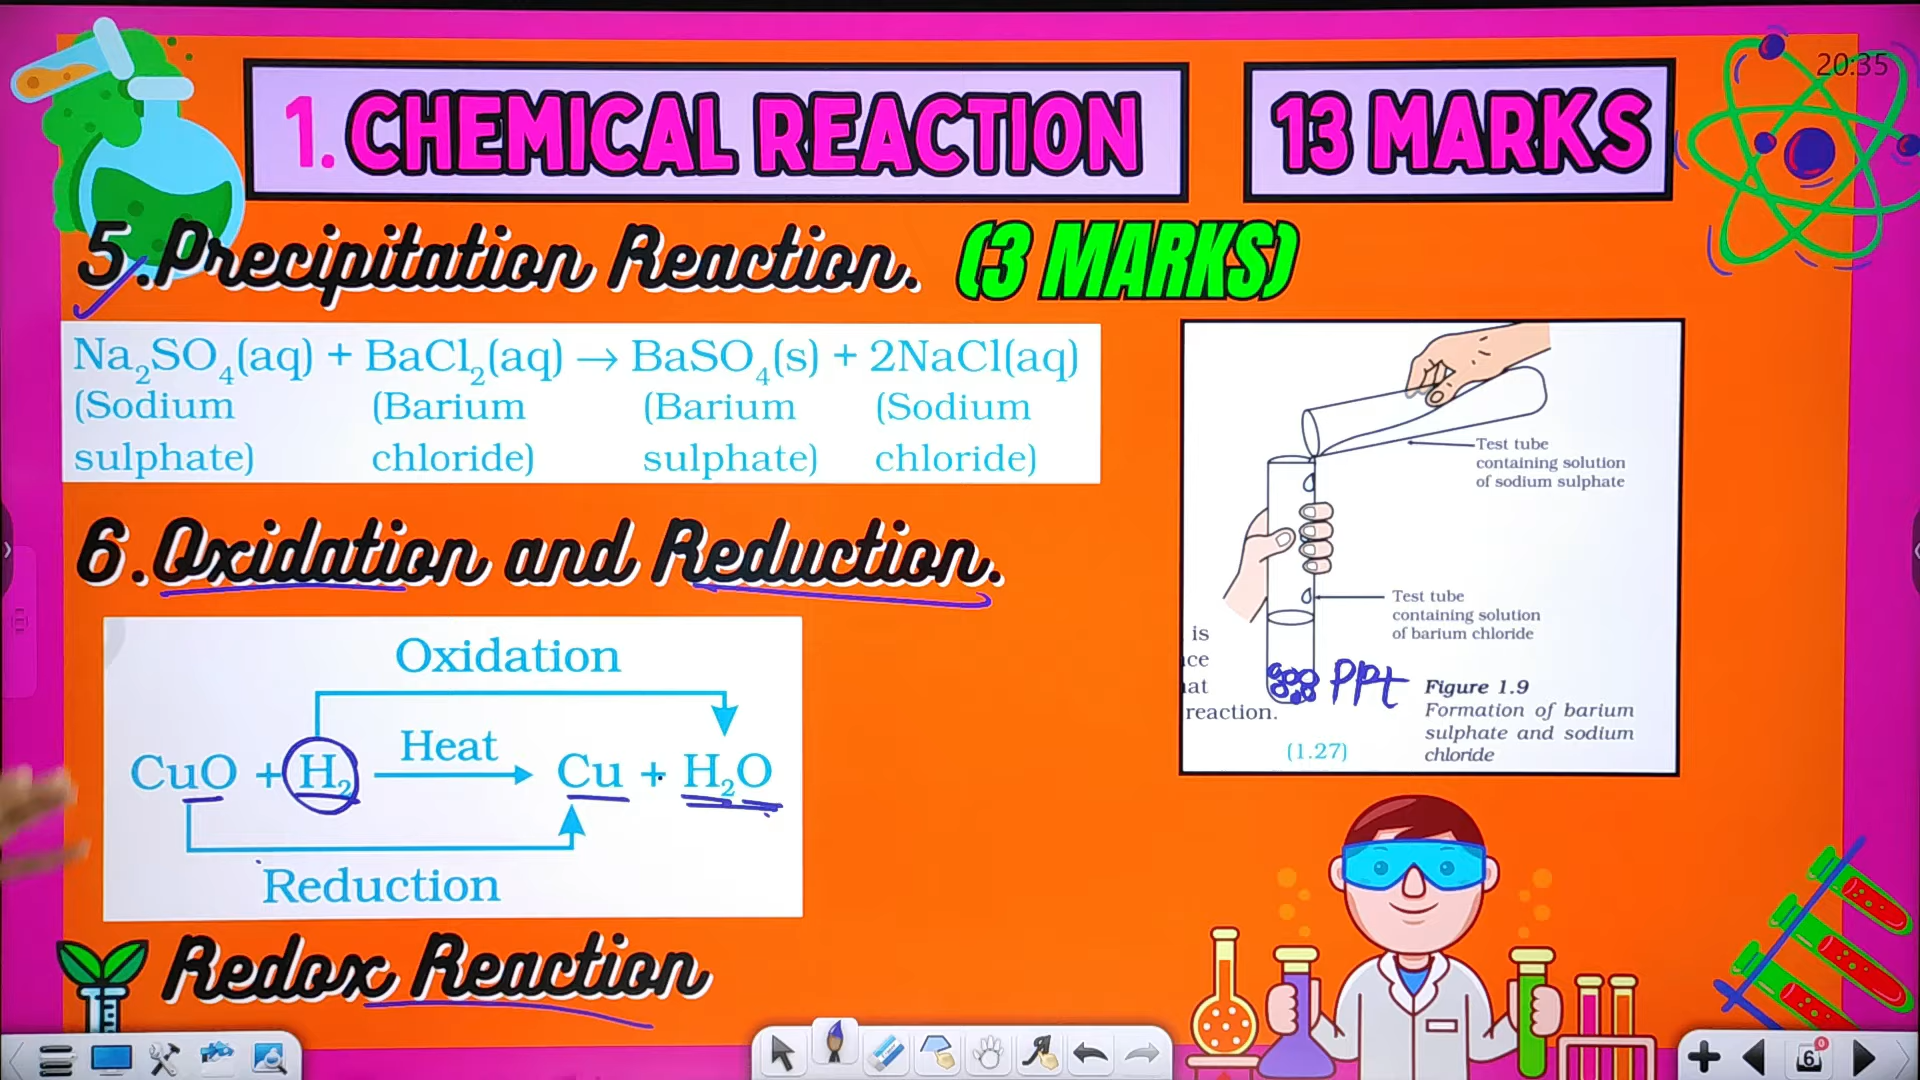 20:35
1. CHEMICAL REACTION
13 MARKS
5. Precipitation Reaction. (3 MARKS)
Na₂SO₄(aq) + BaCl₂(aq) → BaSO₄(s) + 2NaCl(aq)
(Sodium (Barium (Barium (Sodium
sulphate) chloride) sulphate) chloride)
Test tube
containing solution
of sodium sulphate
Test tube
containing solution
of barium chloride
is
reaction.
PPt
Figure 1.9
Formation of barium
sulphate and sodium
chloride
(1.27)
6. Oxidation and Reduction.
Oxidation
Heat
CuO + H₂ → Cu + H₂O
Reduction
Redox Reaction
6
0